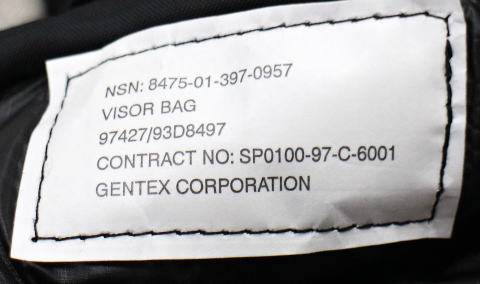 NSN: 8475-01-397-0957
VISOR BAG
97427/93D8497
CONTRACT NO: SP0100-97-C-6001
GENTEX CORPORATION